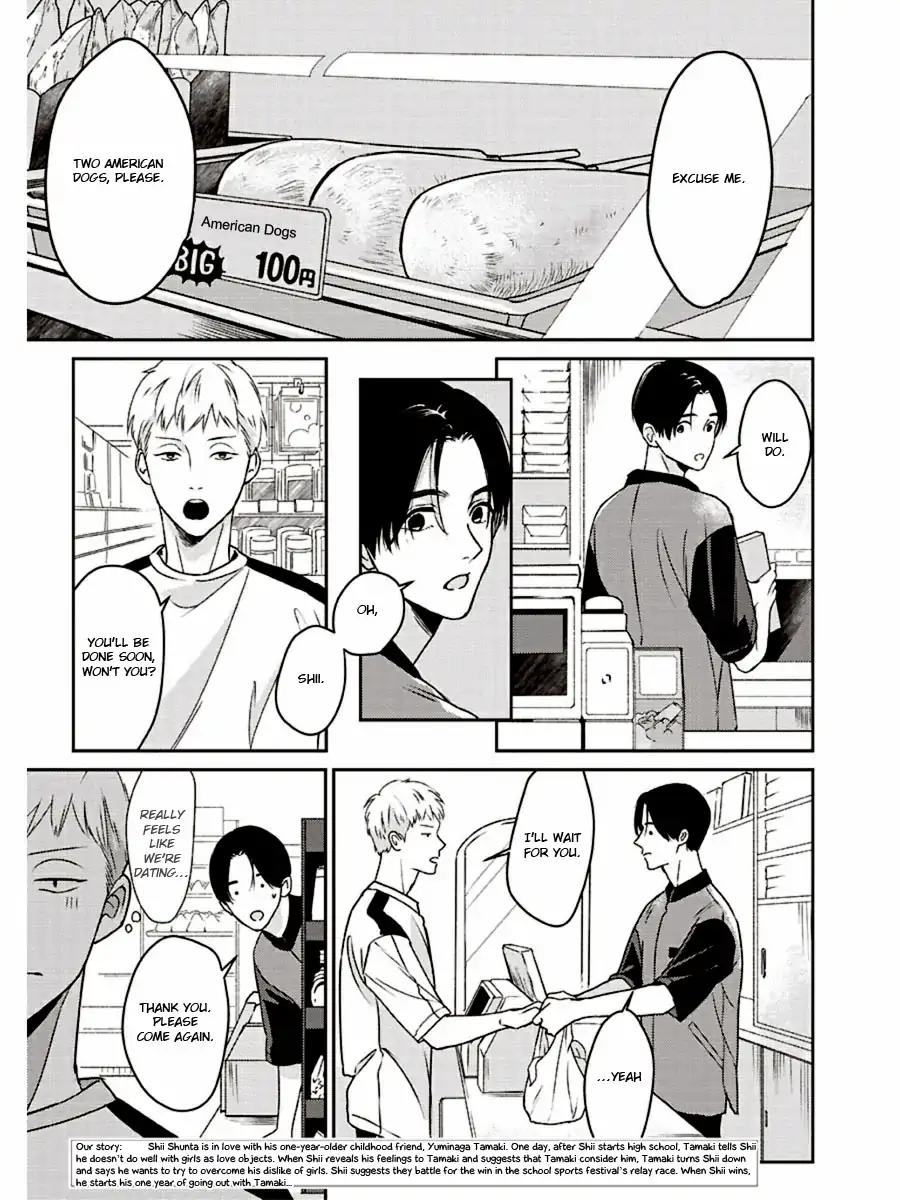 EXCUSE ME.
TWO AMERICAN
DOGS, PLEASE.
American Dogs
BIG 100円
WILL
DO.
OH,
SHII.
YOU'LL BE
DONE SOON,
WON'T YOU?
I'LL WAIT
FOR YOU.
...YEAH
REALLY
FEELS
LIKE
WE'RE
DATING...
THANK YOU.
PLEASE
COME AGAIN.
Our story: Shii Shunta is in love with his one-year-older childhood friend, Yuminaga Tamaki. One day, after Shii starts high school, Tamaki tells Shii
he doesn't do well with girls as love objects. When Shii reveals his feelings to Tamaki and suggests that Tamaki consider him, Tamaki turns Shii down
and says he wants to try to overcome his dislike of girls. Shii suggests they battle for the win in the school sports festival's relay race. When Shii wins,
he starts his one year of going out with Tamaki...